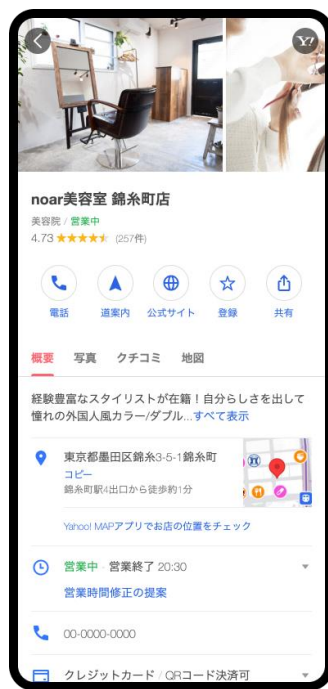 Y!
noar美容室 錦糸町店
美容院 / 営業中
4.73 ★★★★★ (257件)
電話 道案内 公式サイト 登録 共有
概要 写真 クチコミ 地図
経験豊富なスタイリストが在籍！自分らしさを出して
憧れの外国人風カラー/ダブル...すべて表示
東京都墨田区錦糸3-5-1錦糸町
コピー
錦糸町駅4出口から徒歩約1分
Yahoo! MAPアプリでお店の位置をチェック
営業中 · 営業終了 20:30
営業時間修正の提案
00-0000-0000
クレジットカード / QRコード決済可